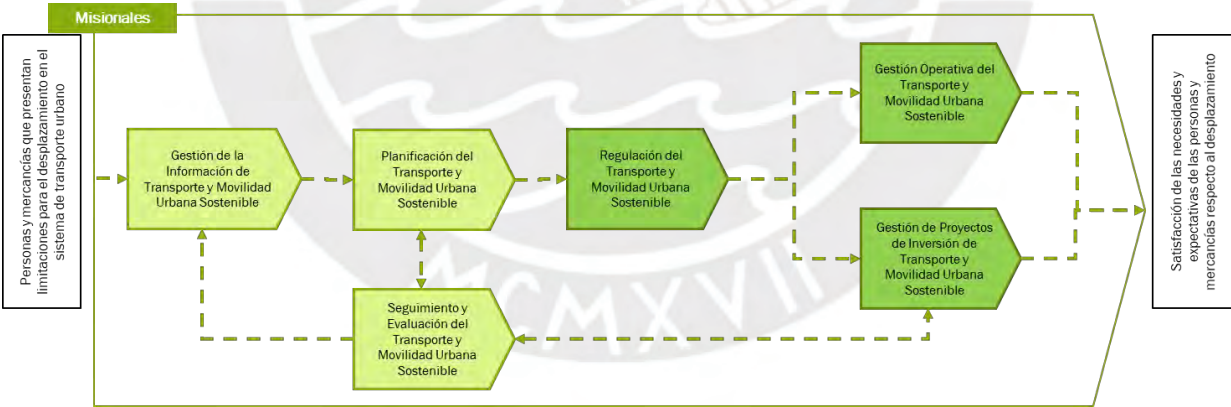 Misionales
Personas y mercancías que presentan
limitaciones para el desplazamiento en el
sistema de transporte urbano
Gestión de la
Información de
Transporte y Movilidad
Urbana Sostenible
Planificación del
Transporte y
Movilidad Urbana
Sostenible
Regulación del
Transporte y
Movilidad Urbana
Sostenible
Gestión Operativa del
Transporte y
Movilidad Urbana
Sostenible
Gestión de Proyectos
de Inversión de
Transporte y
Movilidad Urbana
Sostenible
Seguimiento y
Evaluación del
Transporte y
Movilidad Urbana
Sostenible
Satisfacción de las necesidades y
expectativas de las personas y
mercancías respecto al desplazamiento
MCMXVII